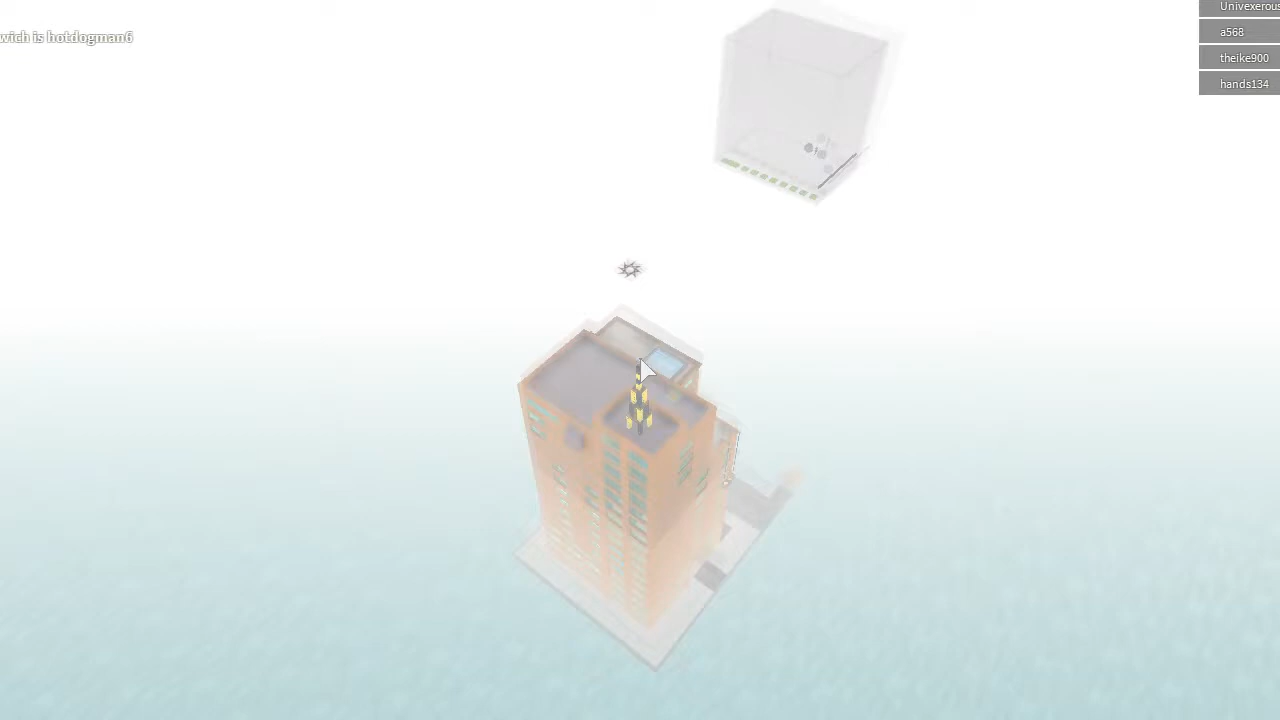 wich is hotdogman6
Univexerous
a568
theike900
hands134